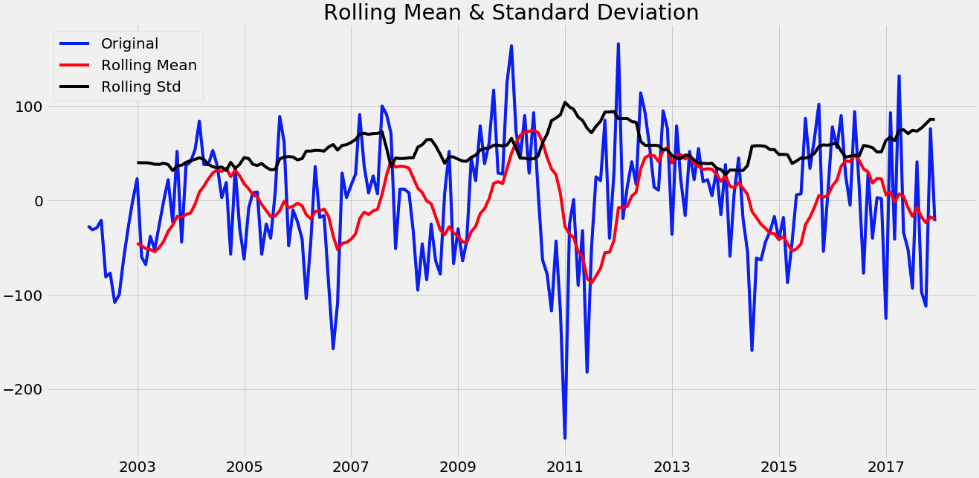 Rolling Mean & Standard Deviation
Original
Rolling Mean
Rolling Std
100
0
−100
−200
2003 2005 2007 2009 2011 2013 2015 2017